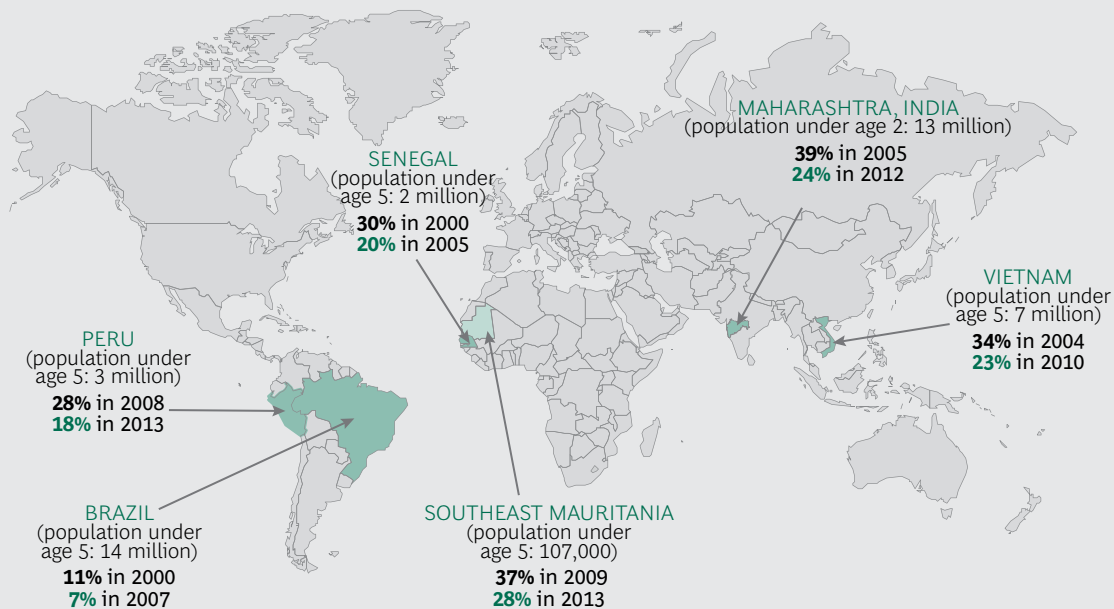 MAHARASHTRA, INDIA
(population under age 2: 13 million)
39% in 2005
24% in 2012
SENEGAL
(population under
age 5: 2 million)
30% in 2000
20% in 2005
VIETNAM
(population under
age 5: 7 million)
34% in 2004
23% in 2010
PERU
(population under
age 5: 3 million)
28% in 2008
18% in 2013
BRAZIL
(population under
age 5: 14 million)
11% in 2000
7% in 2007
SOUTHEAST MAURITANIA
(population under
age 5: 107,000)
37% in 2009
28% in 2013